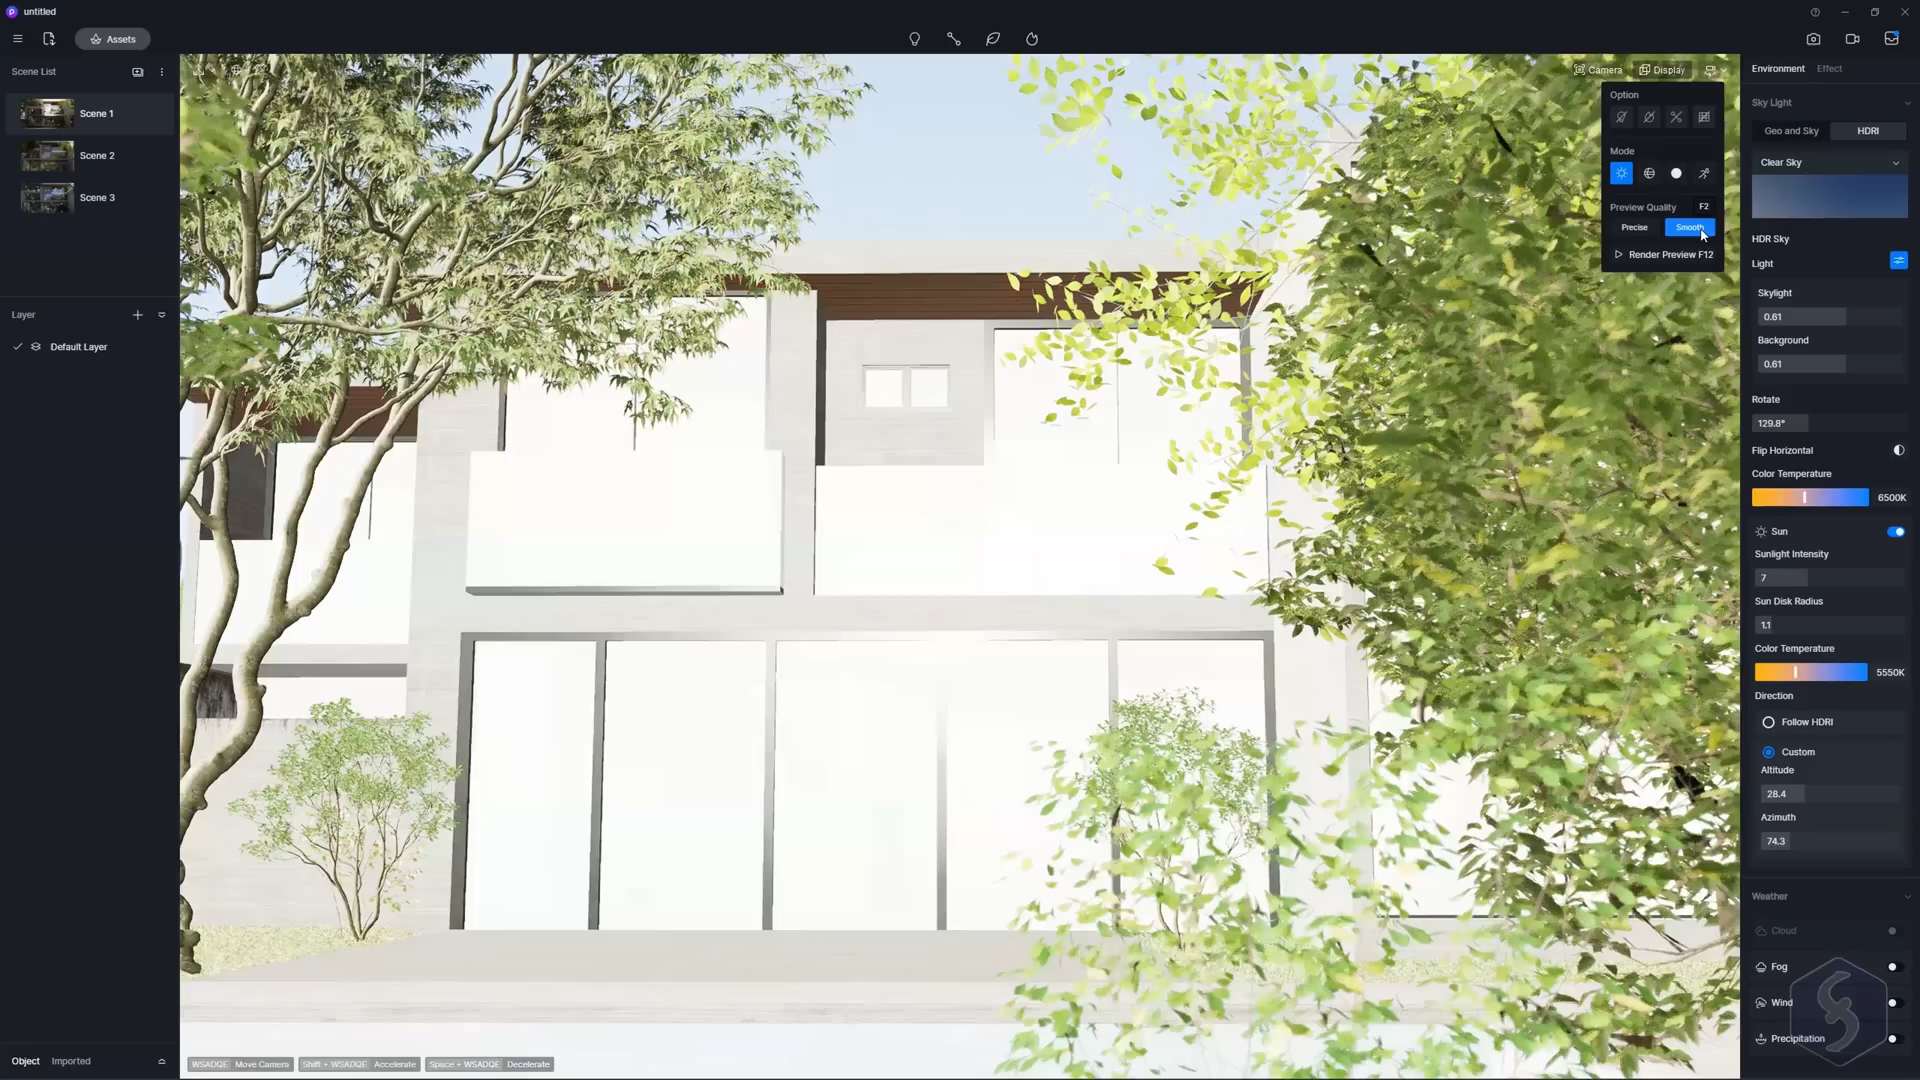 untitled
Assets
Scene List
Scene 1
Scene 2
Scene 3
Layer
Default Layer
Object Imported
WSADQE Move Camera Shift + WSADQE Accelerate Space + WSADQE Decelerate
Camera Display
Option
Mode
Preview Quality F2
Precise Smooth
Render Preview F12
Environment Effect
Sky Light
Geo and Sky HDRI
Clear Sky
HDR Sky
Light
Skylight
0.61
Background
0.61
Rotate
129.8°
Flip Horizontal
Color Temperature
6500K
Sun
Sunlight Intensity
7
Sun Disk Radius
1.1
Color Temperature
5550K
Direction
Follow HDRI
Custom
Altitude
28.4
Azimuth
74.3
Weather
Cloud
Fog
Wind
Precipitation